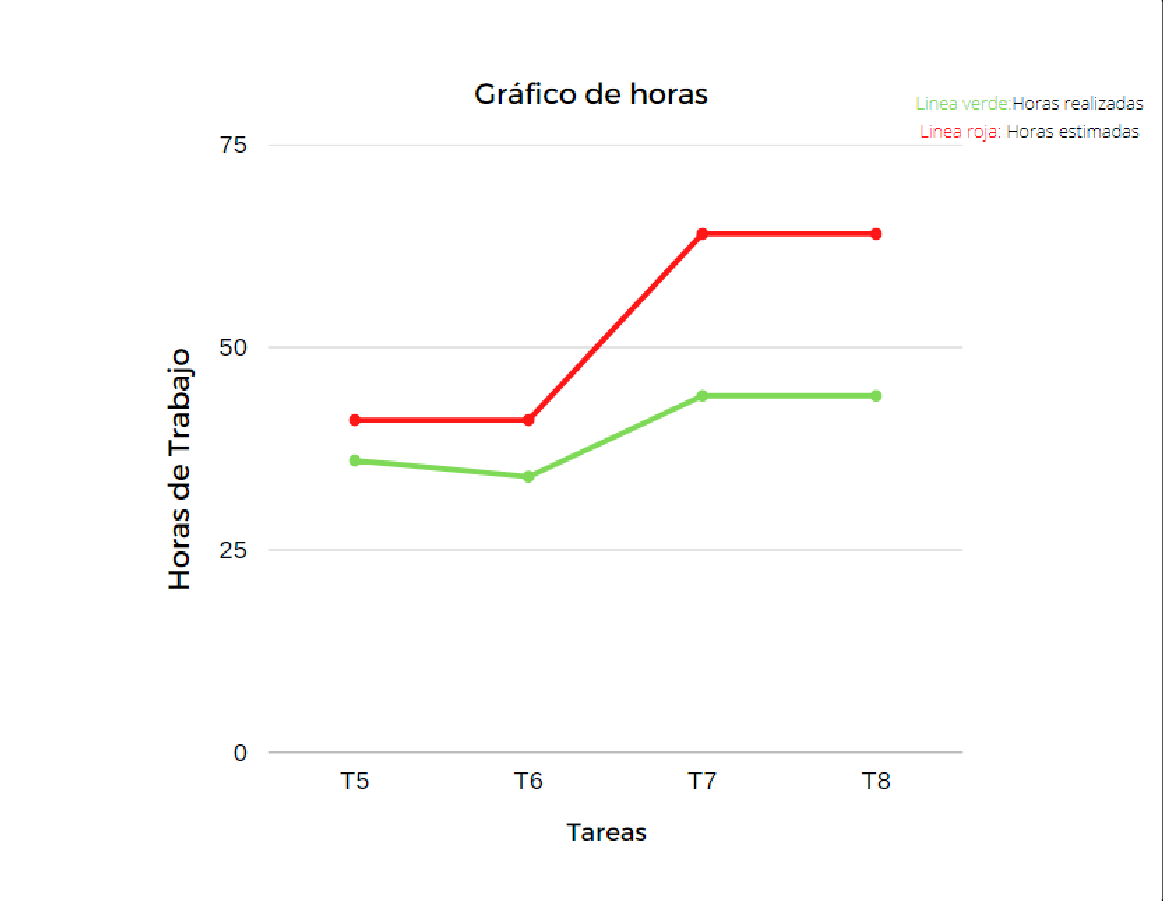 Gráfico de horas
Linea verde:Horas realizadas
Linea roja: Horas estimadas
75
50
25
0
Horas de Trabajo
T5 T6 T7 T8
Tareas